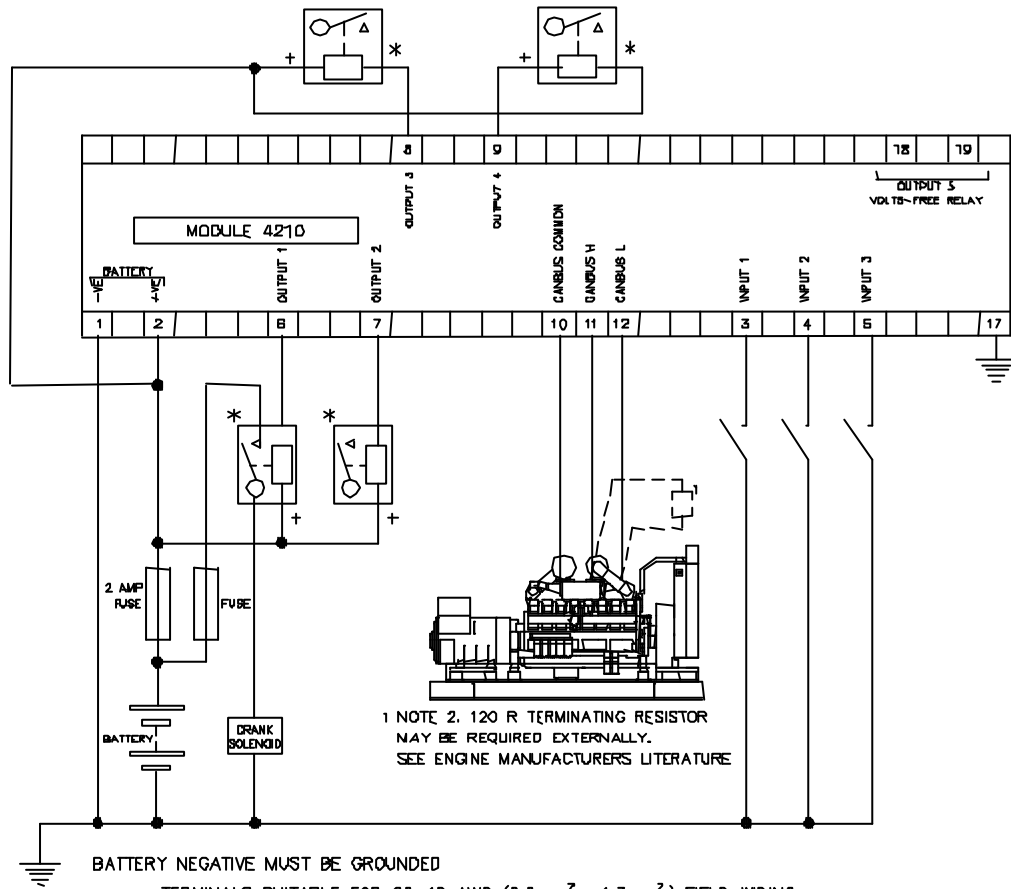 + * + *
8 9 18 19
OUTPUT 3
OUTPUT 4
OUTPUT 5
VOLTS-FREE RELAY
MODULE 4210
BATTERY
-VE
+VE
OUTPUT 1
OUTPUT 2
CANBUS COMMON
CANBUS H
CANBUS L
INPUT 1
INPUT 2
INPUT 3
1 2 6 7 10 11 12 3 4 5 17
* *
+ +
2 AMP
FUSE
FUSE
BATTERY
CRANK
SOLENOID
1 NOTE 2. 120 R TERMINATING RESISTOR
NAY BE REQUIRED EXTERNALLY.
SEE ENGINE MANUFACTURERS LITERATURE
BATTERY NEGATIVE MUST BE GROUNDED